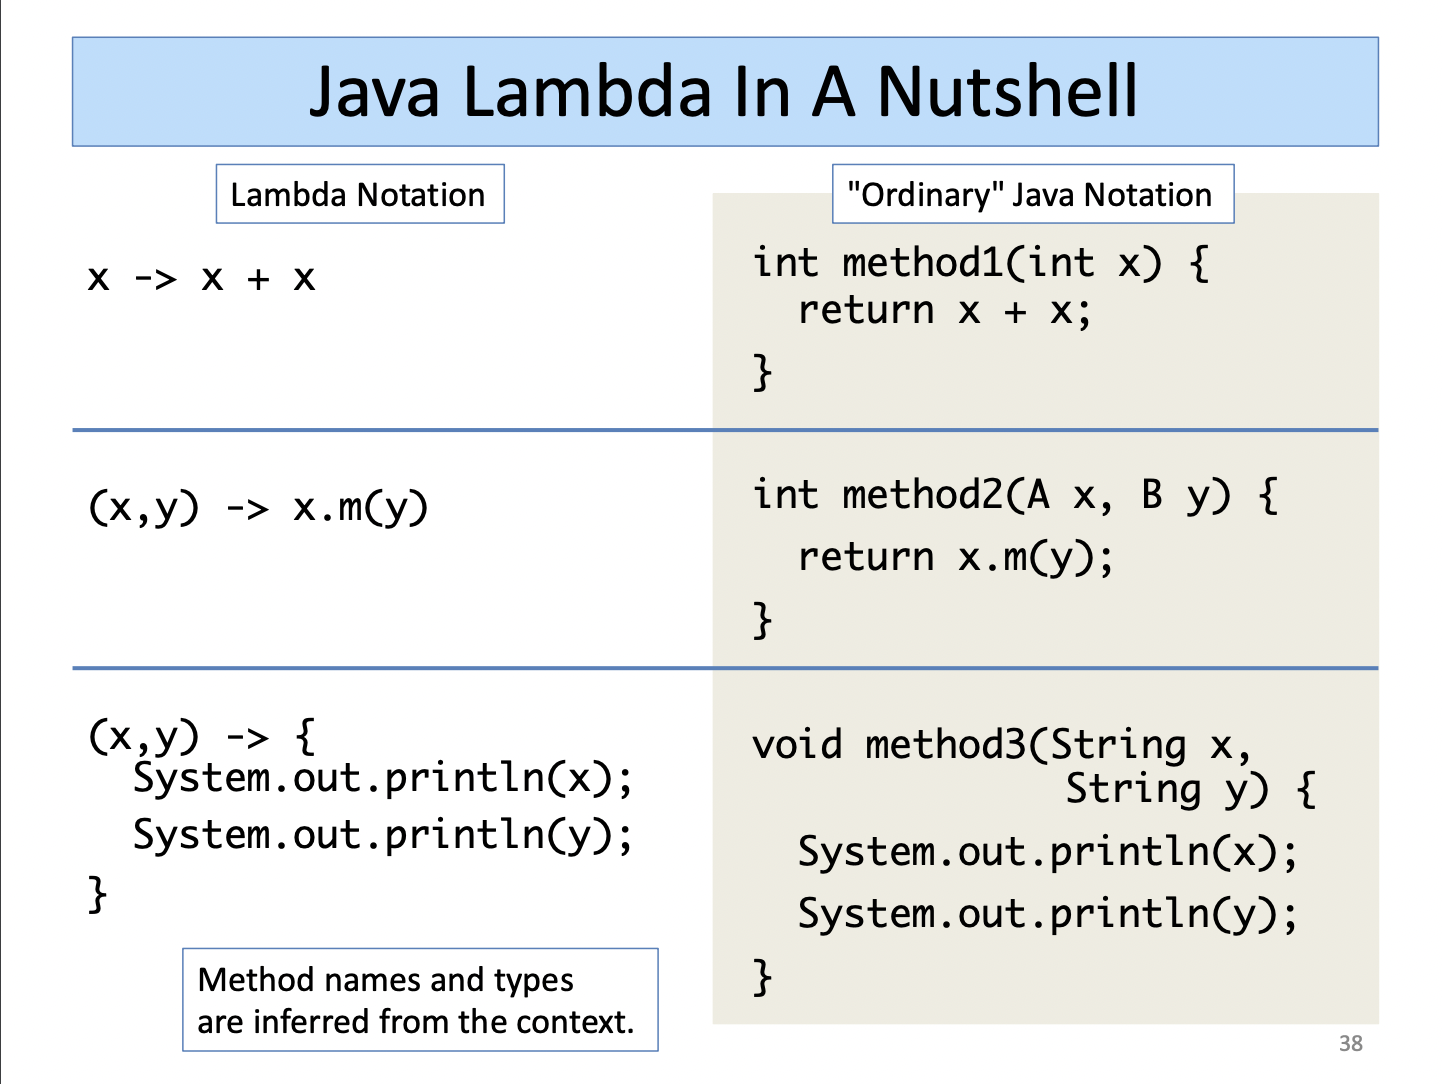 Java Lambda In A Nutshell
Lambda Notation
"Ordinary" Java Notation
x -> x + x
int method1(int x) {
  return x + x;
}
(x,y) -> x.m(y)
int method2(A x, B y) {
  return x.m(y);
}
(x,y) -> {
  System.out.println(x);
  System.out.println(y);
}
void method3(String x,
              String y) {
  System.out.println(x);
  System.out.println(y);
}
Method names and types
are inferred from the context.
38